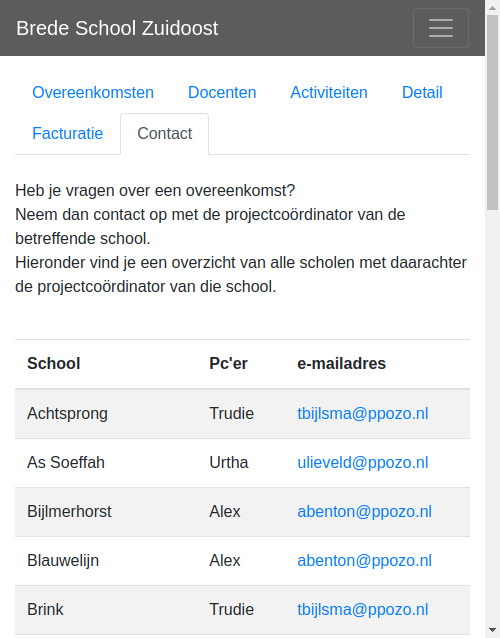 Brede School Zuidoost
Overeenkomsten Docenten Activiteiten Detail
Facturatie Contact
Heb je vragen over een overeenkomst?
Neem dan contact op met de projectcoördinator van de
betreffende school.
Hieronder vind je een overzicht van alle scholen met daarachter
de projectcoördinator van die school.
School Pc'er e-mailadres
Achtsprong Trudie tbijlsma@ppozo.nl
As Soeffah Urtha ulieveld@ppozo.nl
Bijlmerhorst Alex abenton@ppozo.nl
Blauwelijn Alex abenton@ppozo.nl
Brink Trudie tbijlsma@ppozo.nl